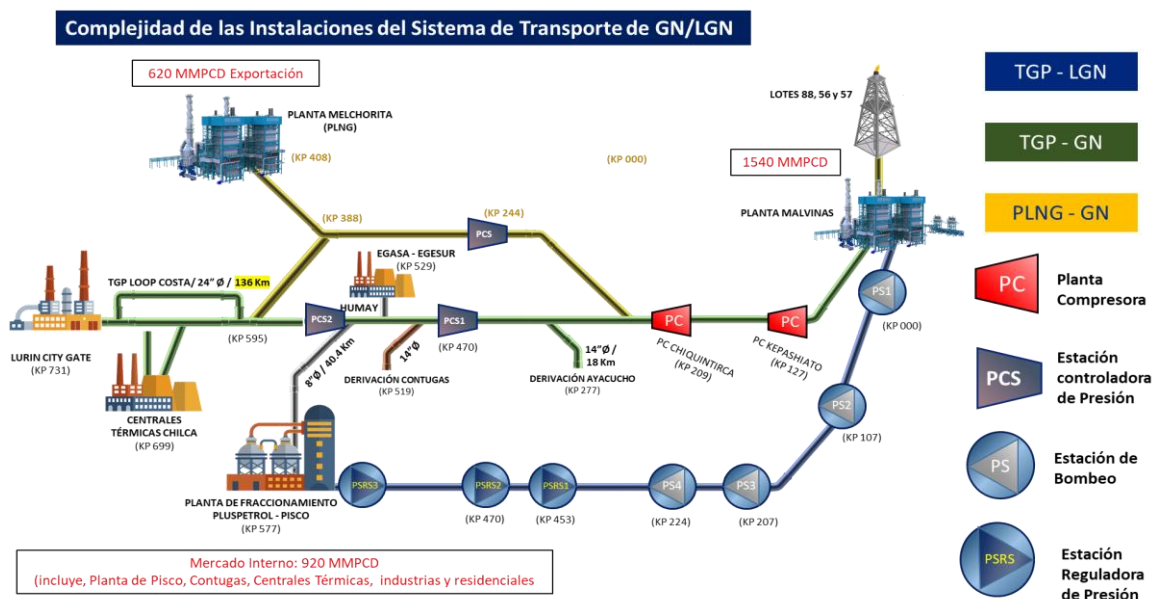 Complejidad de las Instalaciones del Sistema de Transporte de GN/LGN
620 MMPCD Exportación
PLANTA MELCHORITA
(PLNG)
(KP 408)
(KP 000)
LOTES 88, 56 y 57
1540 MMPCD
PLANTA MALVINAS
(KP 388)
(KP 244)
PCS
EGASA - EGESUR
(KP 529)
TGP LOOP COSTA/ 24" Ø / 136 Km
HUMAY
PCS2
PCS1
PC
PC
PS1
(KP 000)
(KP 595)
(KP 470)
LURIN CITY GATE
(KP 731)
8"Ø / 40.4 Km
14"Ø
14"Ø /
18 Km
PC CHIQUINTIRCA
(KP 209)
PC KEPASHIATO
(KP 127)
DERIVACIÓN CONTUGAS
(KP 519)
DERIVACIÓN AYACUCHO
(KP 277)
CENTRALES
TÉRMICAS CHILCA
(KP 699)
PS2
(KP 107)
PSRS3
PSRS2
PSRS1
PS4
PS3
(KP 470)
(KP 453)
(KP 224)
(KP 207)
PLANTA DE FRACCIONAMIENTO
PLUSPETROL - PISCO
(KP 577)
Mercado Interno: 920 MMPCD
(incluye, Planta de Pisco, Contugas, Centrales Térmicas, industrias y residenciales
TGP - LGN
TGP - GN
PLNG - GN
PC
Planta
Compresora
PCS
Estación
controladora
de Presión
PS
Estación de
Bombeo
PSRS
Estación
Reguladora
de Presión